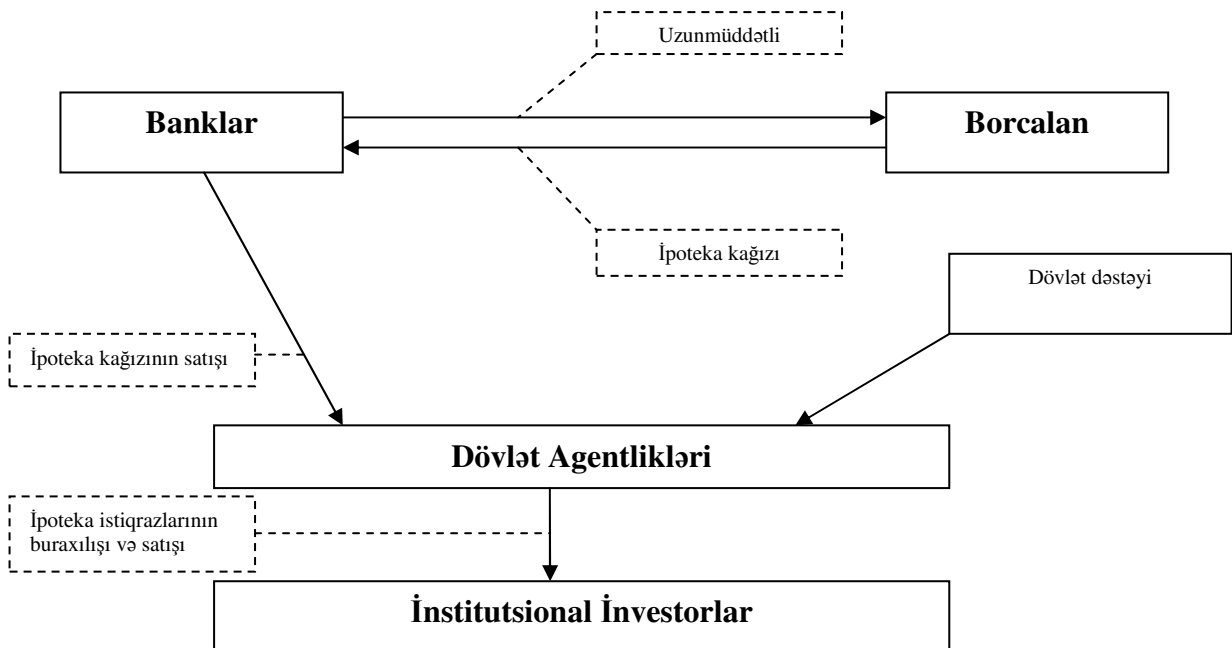 Uzunmüddətli
Banklar
Borcalan
İpoteka kağızı
Dövlət dəstəyi
İpoteka kağızının satışı
Dövlət Agentlikləri
İpoteka istiqrazlarının
buraxılışı və satışı
İnstitutsional İnvestorlar